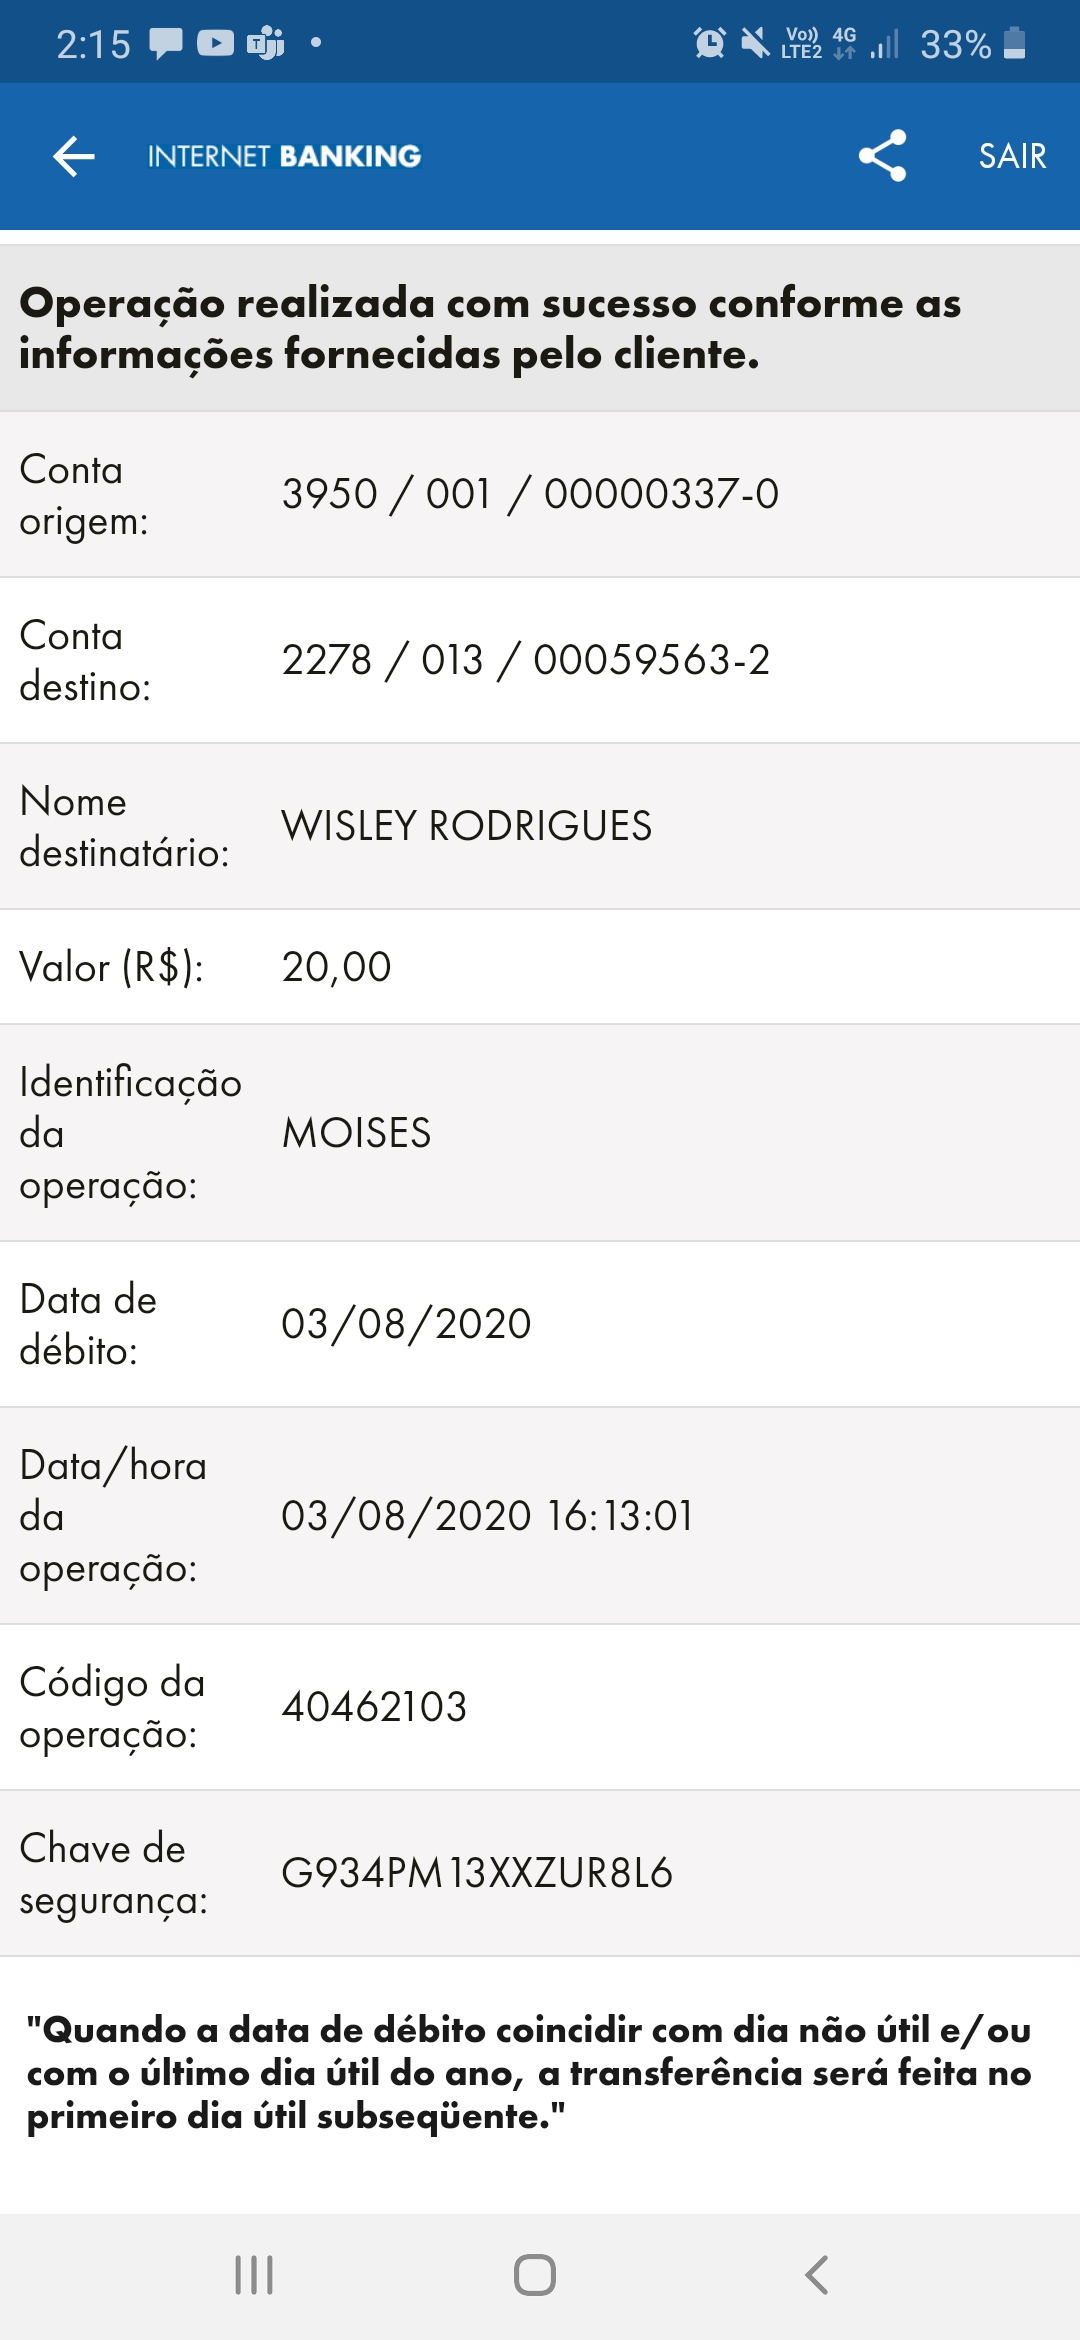 2:15
Vo)) LTE2 4G 33%
INTERNET BANKING SAIR
Operação realizada com sucesso conforme as
informações fornecidas pelo cliente.
Conta
origem:
3950 / 001 / 00000337-0
Conta
destino:
2278 / 013 / 00059563-2
Nome
destinatário:
WISLEY RODRIGUES
Valor (R$): 20,00
Identificação
da
operação:
MOISES
Data de
débito:
03/08/2020
Data/hora
da
operação:
03/08/2020 16:13:01
Código da
operação:
40462103
Chave de
segurança:
G934PM13XXZUR8L6
"Quando a data de débito coincidir com dia não útil e/ou
com o último dia útil do ano, a transferência será feita no
primeiro dia útil subseqüente."